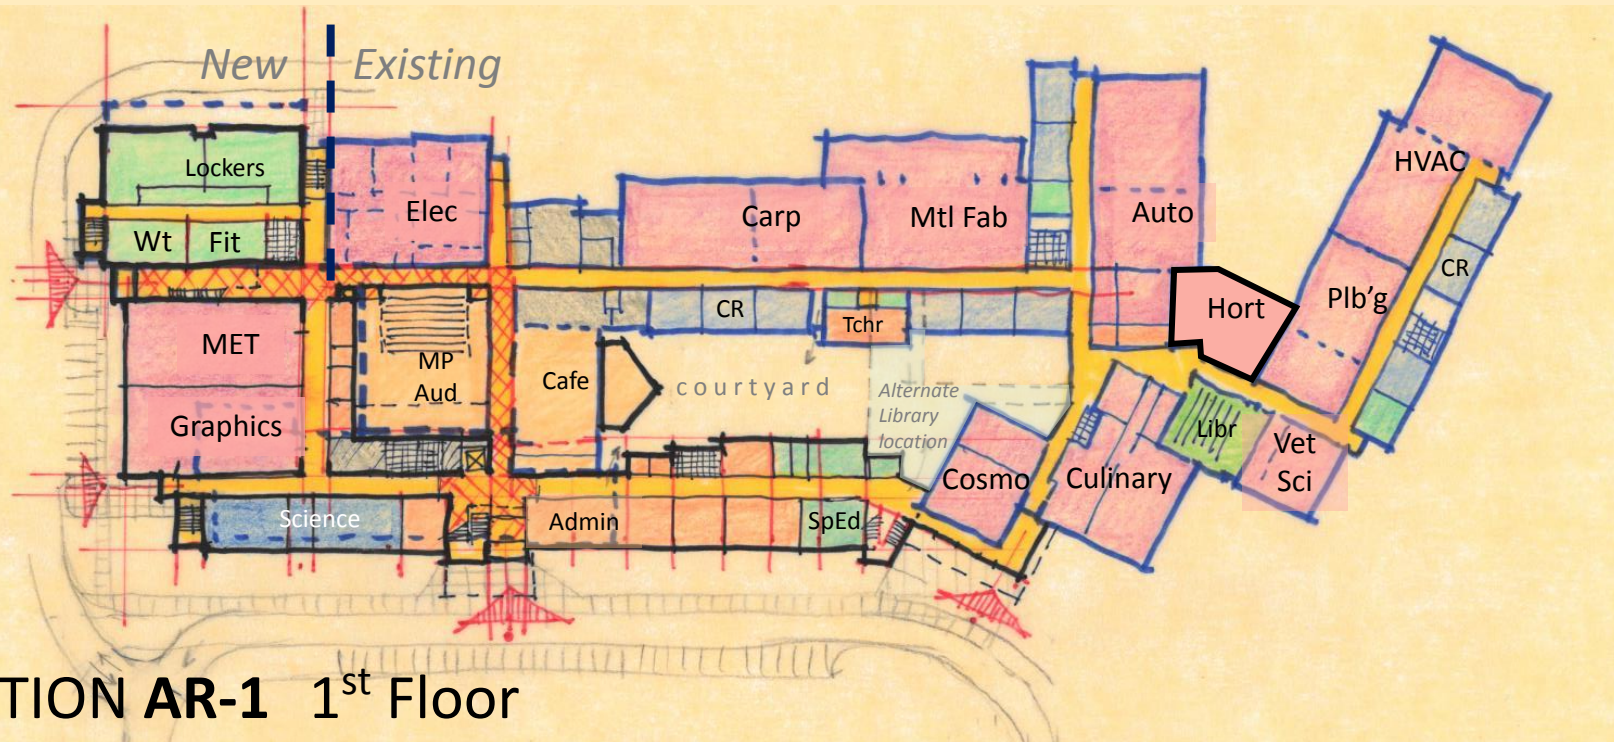 New
Existing
Lockers
Wt
Fit
Elec
Carp
Mtl Fab
Auto
HVAC
CR
Plb'g
Hort
MET
Graphics
MP
Aud
Cafe
CR
Tchr
courtyard
Alternate
Library
location
Cosmo
Culinary
Libr
Vet
Sci
Science
Admin
SpEd
TION AR-1 1st Floor